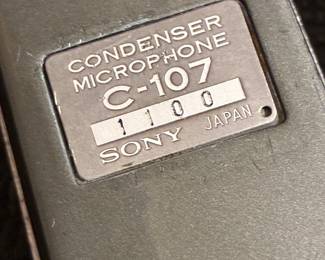 CONDENSER
MICROPHONE
C-107
1100
SONY JAPAN